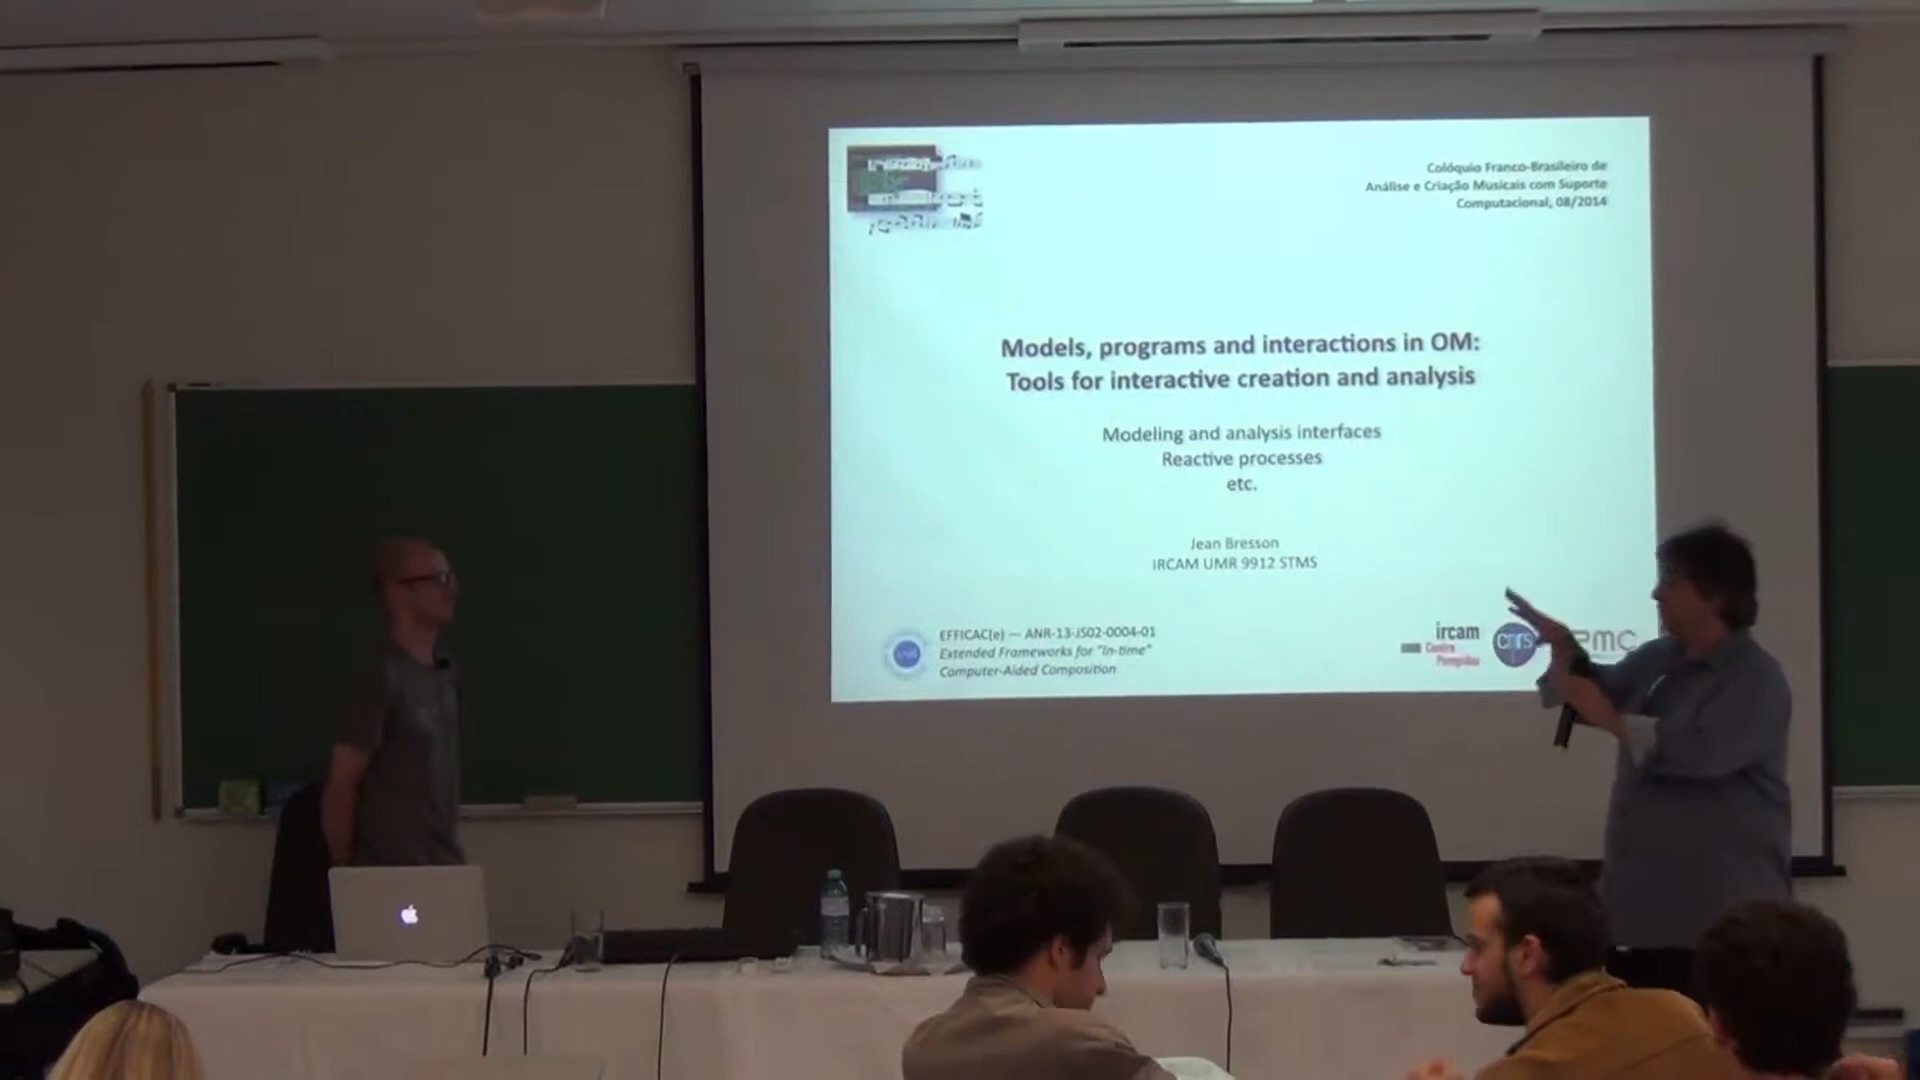 Colóquio Franco-Brasileiro de
Análise e Criação Musicais com Suporte
Computacional, 08/2014
Models, programs and interactions in OM:
Tools for interactive creation and analysis
Modeling and analysis interfaces
Reactive processes
etc.
Jean Bresson
IRCAM UMR 9912 STMS
EFFICAC(e) — ANR-13-JS02-0004-01
Extended Frameworks for "In-time"
Computer-Aided Composition
ircam
Centre
Pompidou
cnrs
PMC